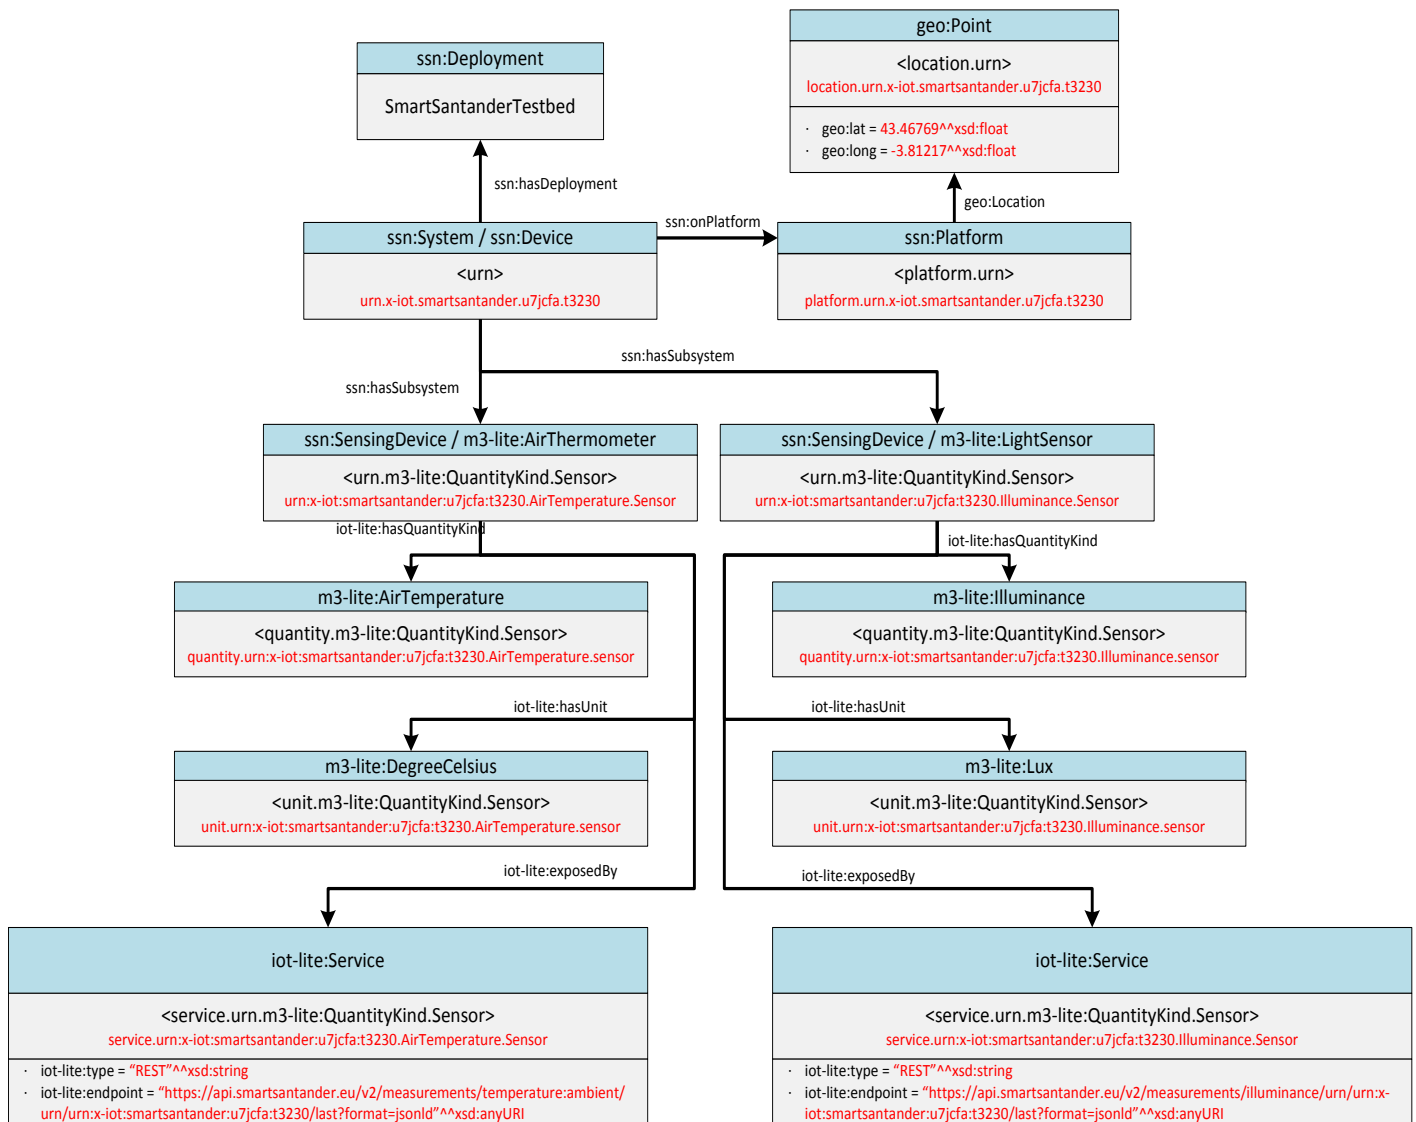 geo:Point
<location.urn>
location.urn.x-iot.smartsantander.u7jcfa.t3230
· geo:lat = 43.46769^^xsd:float
· geo:long = -3.81217^^xsd:float
ssn:Deployment
SmartSantanderTestbed
ssn:hasDeployment
geo:Location
ssn:System / ssn:Device
<urn>
urn.x-iot.smartsantander.u7jcfa.t3230
ssn:onPlatform
ssn:Platform
<platform.urn>
platform.urn.x-iot.smartsantander.u7jcfa.t3230
ssn:hasSubsystem
ssn:hasSubsystem
ssn:SensingDevice / m3-lite:AirThermometer
<urn.m3-lite:QuantityKind.Sensor>
urn:x-iot:smartsantander:u7jcfa:t3230.AirTemperature.Sensor
ssn:SensingDevice / m3-lite:LightSensor
<urn.m3-lite:QuantityKind.Sensor>
urn:x-iot:smartsantander:u7jcfa:t3230.Illuminance.Sensor
iot-lite:hasQuantityKind
iot-lite:hasQuantityKind
m3-lite:AirTemperature
<quantity.m3-lite:QuantityKind.Sensor>
quantity.urn:x-iot:smartsantander:u7jcfa:t3230.AirTemperature.sensor
m3-lite:Illuminance
<quantity.m3-lite:QuantityKind.Sensor>
quantity.urn:x-iot:smartsantander:u7jcfa:t3230.Illuminance.sensor
iot-lite:hasUnit
iot-lite:hasUnit
m3-lite:DegreeCelsius
<unit.m3-lite:QuantityKind.Sensor>
unit.urn:x-iot:smartsantander:u7jcfa:t3230.AirTemperature.sensor
m3-lite:Lux
<unit.m3-lite:QuantityKind.Sensor>
unit.urn:x-iot:smartsantander:u7jcfa:t3230.Illuminance.sensor
iot-lite:exposedBy
iot-lite:exposedBy
iot-lite:Service
<service.urn.m3-lite:QuantityKind.Sensor>
service.urn:x-iot:smartsantander:u7jcfa:t3230.AirTemperature.Sensor
· iot-lite:type = “REST”^^xsd:string
· iot-lite:endpoint = “https://api.smartsantander.eu/v2/measurements/temperature:ambient/
urn/urn:x-iot:smartsantander:u7jcfa:t3230/last?format=jsonld”^^xsd:anyURI
iot-lite:Service
<service.urn.m3-lite:QuantityKind.Sensor>
service.urn:x-iot:smartsantander:u7jcfa:t3230.Illuminance.Sensor
· iot-lite:type = “REST”^^xsd:string
· iot-lite:endpoint = “https://api.smartsantander.eu/v2/measurements/illuminance/urn/urn:x-
iot:smartsantander:u7jcfa:t3230/last?format=jsonld”^^xsd:anyURI